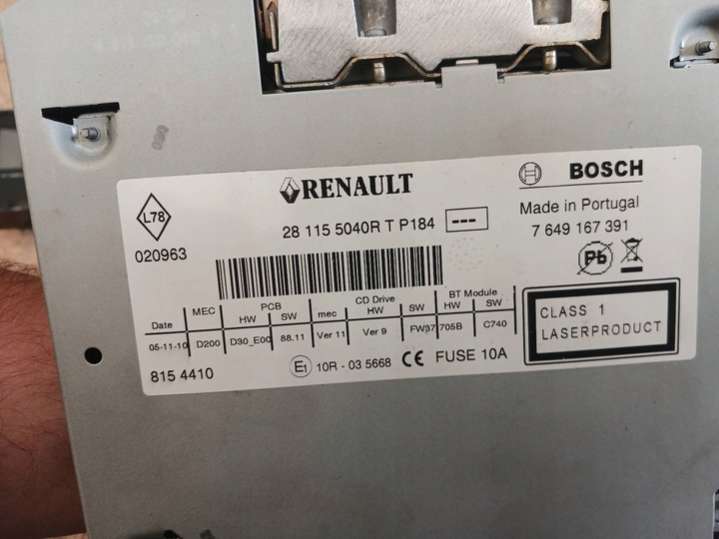 RENAULT
BOSCH
L78
020963
28 115 5040R T P184 ---
Made in Portugal
7 649 167 391
Pb
Date MEC PCB HW SW mec CD Drive HW SW BT Module HW SW
05-11-10 D200 D30_E00 88.11 Ver 11 Ver 9 FW37 705B C740
CLASS 1
LASERPRODUCT
815 4410
E1 10R - 03 5668 CE FUSE 10A